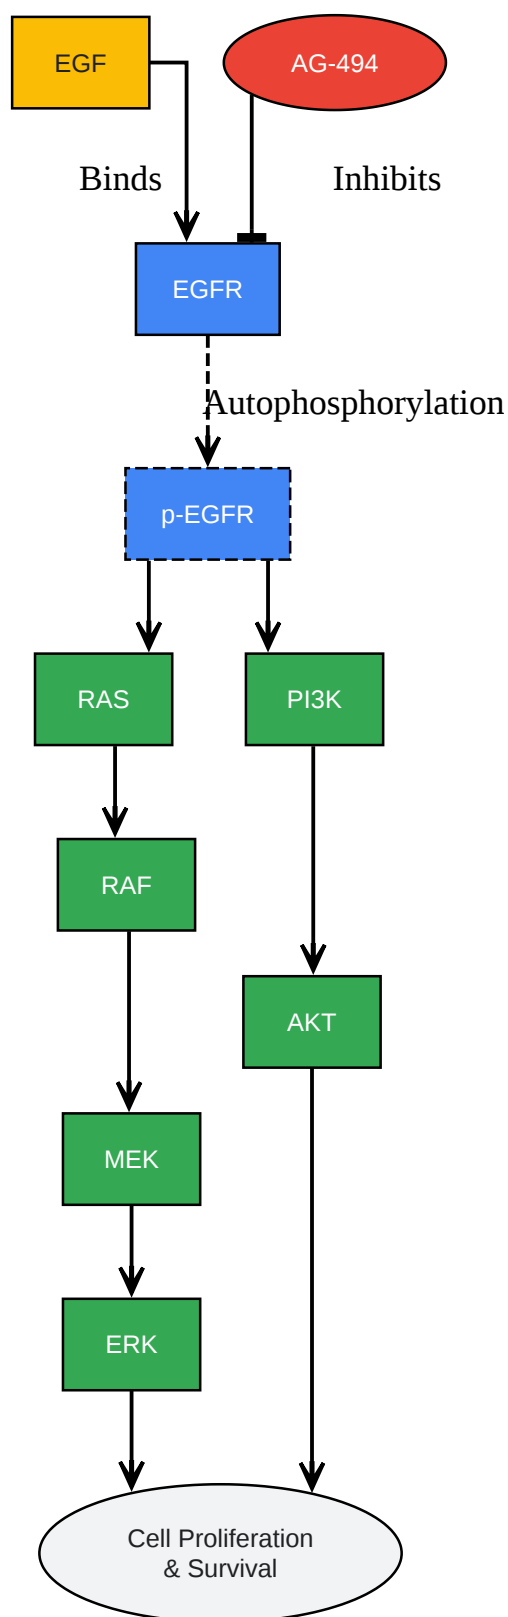 EGF
AG-494
Binds
Inhibits
EGFR
Autophosphorylation
p-EGFR
RAS
PI3K
RAF
AKT
MEK
ERK
Cell Proliferation
& Survival